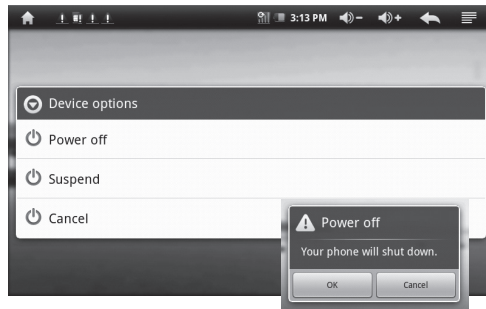 3:13 PM
Device options
Power off
Suspend
Cancel
Power off
Your phone will shut down.
OK
Cancel